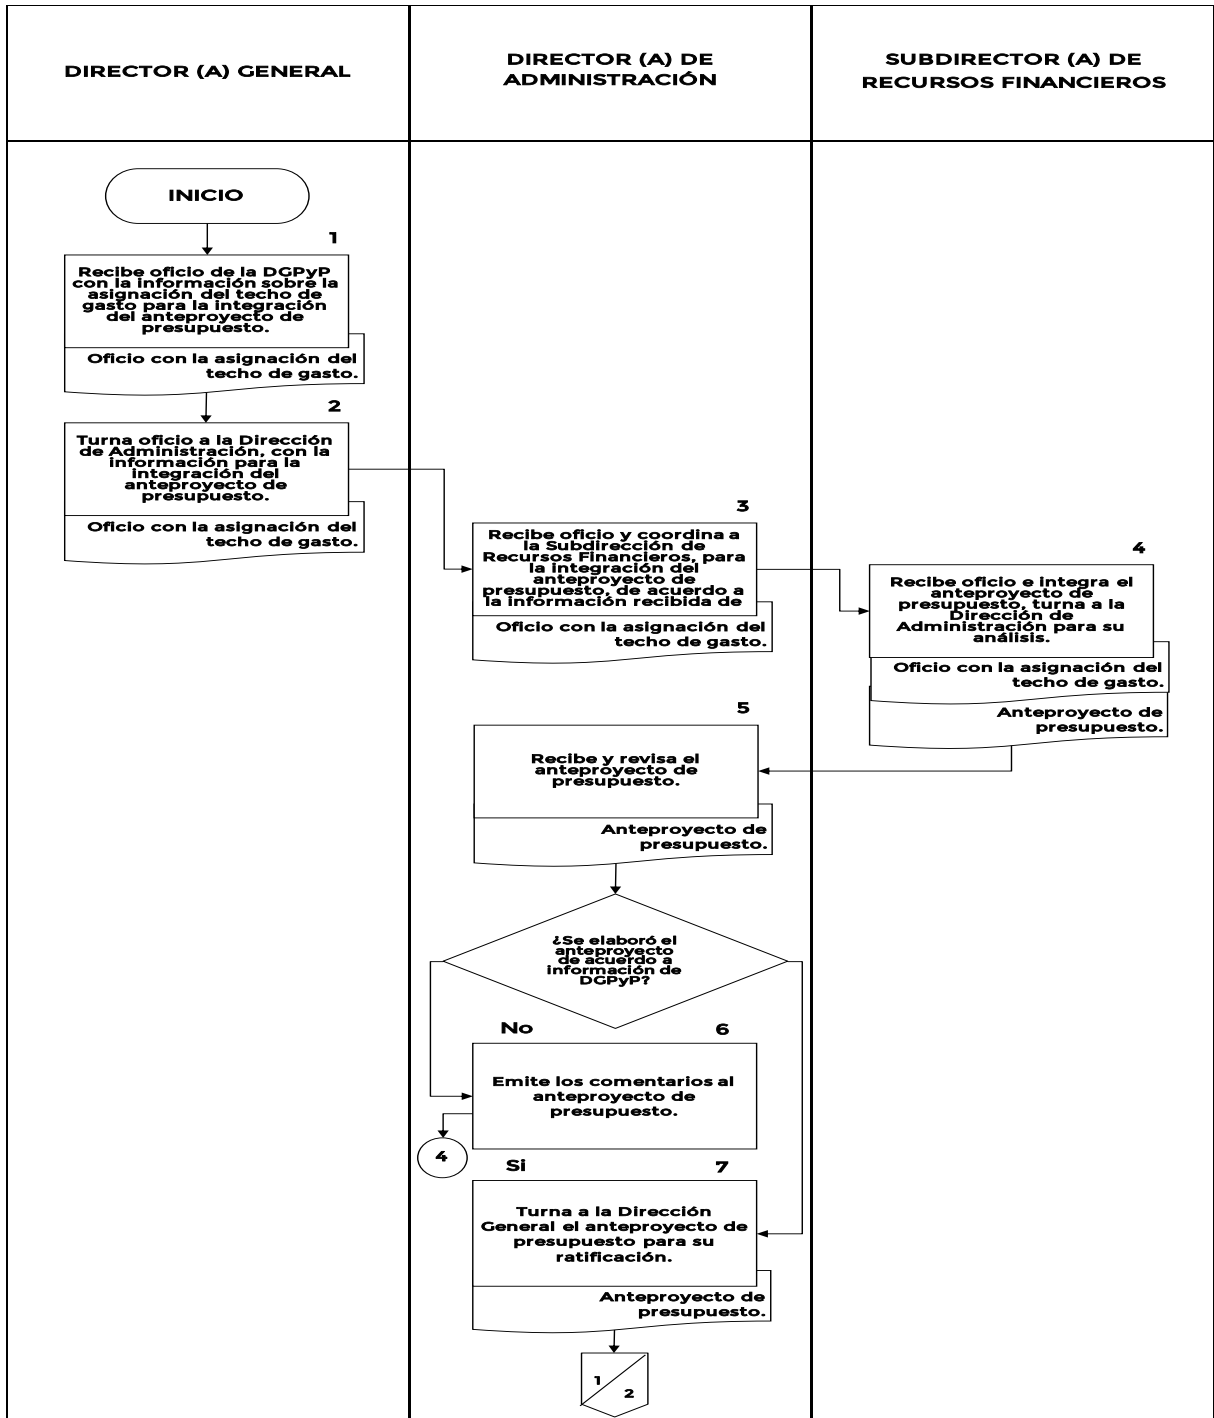 DIRECTOR (A) GENERAL
DIRECTOR (A) DE
ADMINISTRACIÓN
SUBDIRECTOR (A) DE
RECURSOS FINANCIEROS
INICIO
1
Recibe oficio de la DGPyP
con la información sobre la
asignación del techo de
gasto para la integración
del anteproyecto de
presupuesto.
Oficio con la asignación del
techo de gasto.
2
Turna oficio a la Dirección
de Administración, con la
información para la
integración del
anteproyecto de
presupuesto.
Oficio con la asignación del
techo de gasto.
3
Recibe oficio y coordina a
la Subdirección de
Recursos Financieros, para
la integración del
anteproyecto de
presupuesto, de acuerdo a
la información recibida de
Oficio con la asignación del
techo de gasto.
4
Recibe oficio e integra el
anteproyecto de
presupuesto, turna a la
Dirección de
Administración para su
análisis.
Oficio con la asignación del
techo de gasto.
Anteproyecto de
presupuesto.
5
Recibe y revisa el
anteproyecto de
presupuesto.
Anteproyecto de
presupuesto.
¿Se elaboró el
anteproyecto
de acuerdo a
información de
DGPyP?
No
6
Emite los comentarios al
anteproyecto de
presupuesto.
4
Si
7
Turna a la Dirección
General el anteproyecto de
presupuesto para su
ratificación.
Anteproyecto de
presupuesto.
1
2